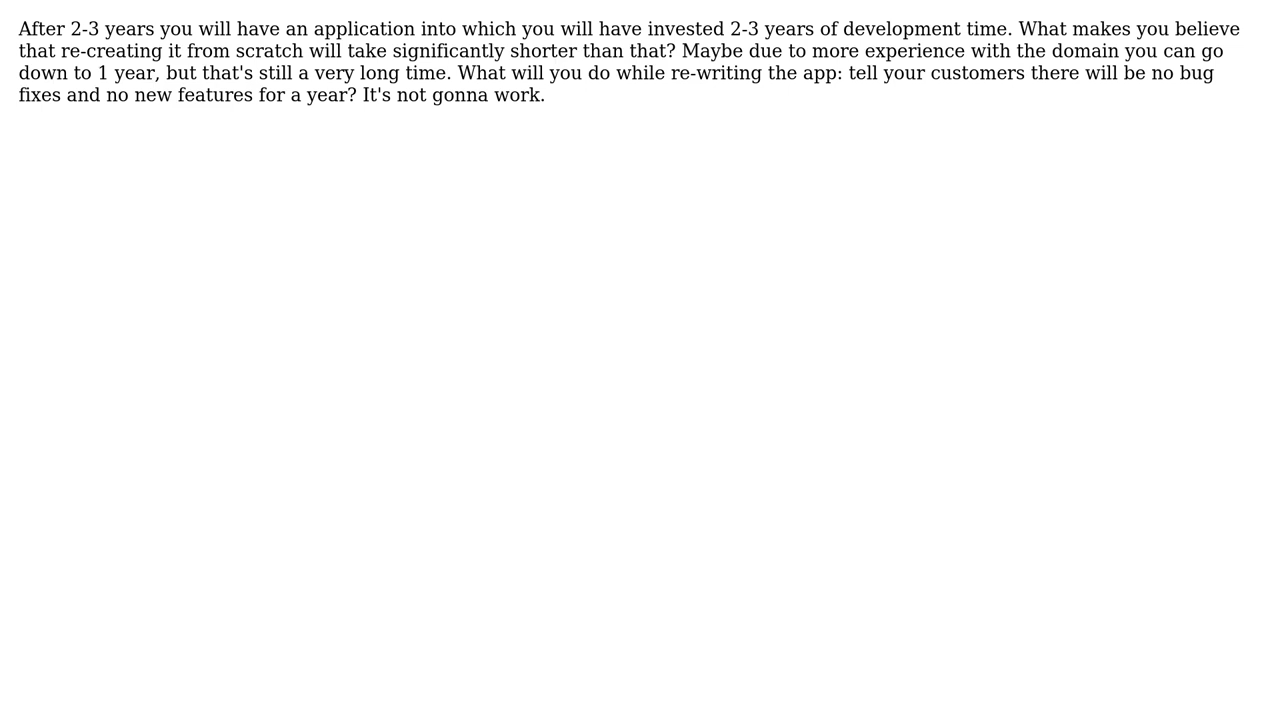 After 2-3 years you will have an application into which you will have invested 2-3 years of development time. What makes you believe
that re-creating it from scratch will take significantly shorter than that? Maybe due to more experience with the domain you can go
down to 1 year, but that's still a very long time. What will you do while re-writing the app: tell your customers there will be no bug
fixes and no new features for a year? It's not gonna work.